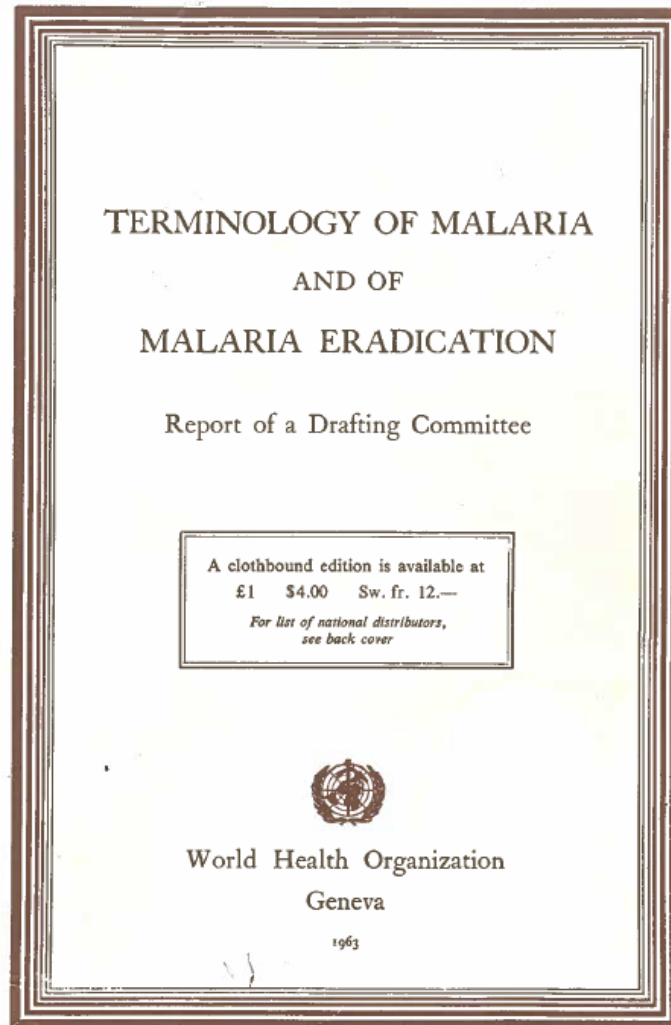 TERMINOLOGY OF MALARIA
AND OF
MALARIA ERADICATION
Report of a Drafting Committee
A clothbound edition is available at
£1 $4.00 Sw. fr. 12.—
For list of national distributors,
see back cover
World Health Organization
Geneva
1963